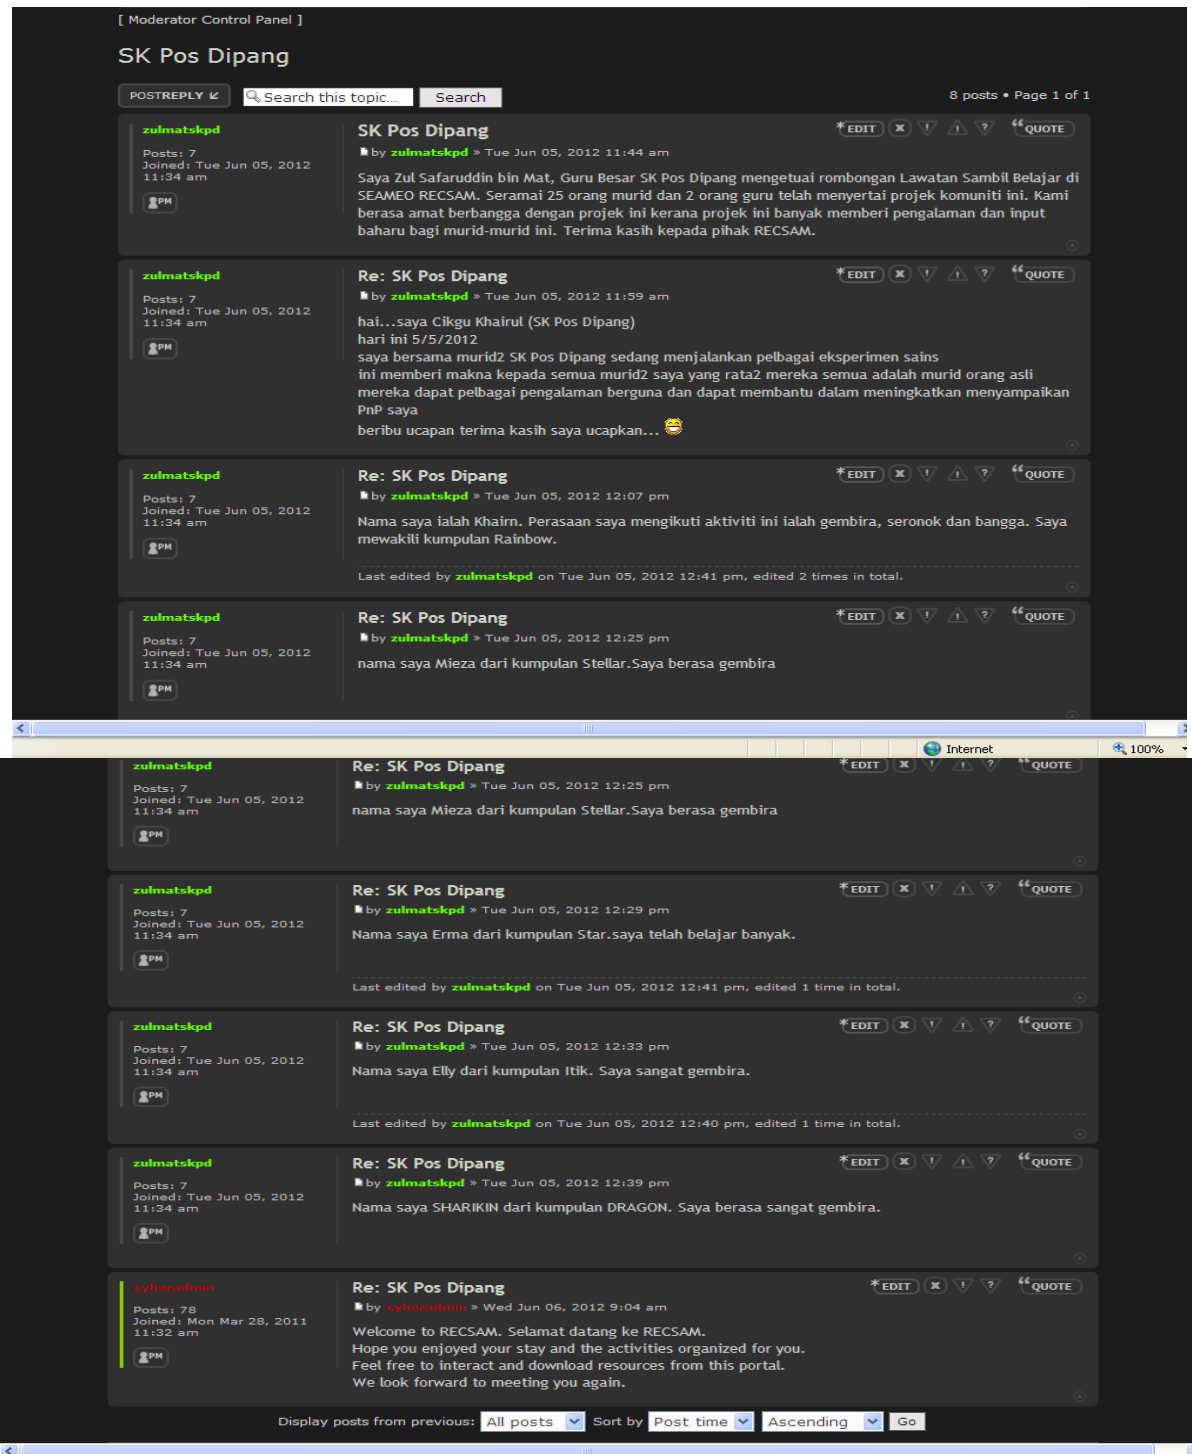 [ Moderator Control Panel ]
SK Pos Dipang
POSTREPLY
Search this topic...
Search
8 posts • Page 1 of 1
zulmatskpd
Posts: 7
Joined: Tue Jun 05, 2012
11:34 am
PM
SK Pos Dipang
EDIT
QUOTE
by zulmatskpd » Tue Jun 05, 2012 11:44 am
Saya Zul Safaruddin bin Mat, Guru Besar SK Pos Dipang mengetuai rombongan Lawatan Sambil Belajar di
SEAMEO RECSAM. Seramai 25 orang murid dan 2 orang guru telah menyertai projek komuniti ini. Kami
berasa amat berbangga dengan projek ini kerana projek ini banyak memberi pengalaman dan input
baharu bagi murid-murid ini. Terima kasih kepada pihak RECSAM.
zulmatskpd
Posts: 7
Joined: Tue Jun 05, 2012
11:34 am
PM
Re: SK Pos Dipang
EDIT
QUOTE
by zulmatskpd » Tue Jun 05, 2012 11:59 am
hai...saya Cikgu Khairul (SK Pos Dipang)
hari ini 5/5/2012
saya bersama murid2 SK Pos Dipang sedang menjalankan pelbagai eksperimen sains
ini memberi makna kepada semua murid2 saya yang rata2 mereka semua adalah murid orang asli
mereka dapat pelbagai pengalaman berguna dan dapat membantu dalam meningkatkan menyampaikan
PnP saya
beribu ucapan terima kasih saya ucapkan...
zulmatskpd
Posts: 7
Joined: Tue Jun 05, 2012
11:34 am
PM
Re: SK Pos Dipang
EDIT
QUOTE
by zulmatskpd » Tue Jun 05, 2012 12:07 pm
Nama saya ialah Khairn. Perasaan saya mengikuti aktiviti ini ialah gembira, seronok dan bangga. Saya
mewakili kumpulan Rainbow.
Last edited by zulmatskpd on Tue Jun 05, 2012 12:41 pm, edited 2 times in total.
zulmatskpd
Posts: 7
Joined: Tue Jun 05, 2012
11:34 am
PM
Re: SK Pos Dipang
EDIT
QUOTE
by zulmatskpd » Tue Jun 05, 2012 12:25 pm
nama saya Mieza dari kumpulan Stellar.Saya berasa gembira
Internet
100%
zulmatskpd
Posts: 7
Joined: Tue Jun 05, 2012
11:34 am
PM
Re: SK Pos Dipang
EDIT
QUOTE
by zulmatskpd » Tue Jun 05, 2012 12:25 pm
nama saya Mieza dari kumpulan Stellar.Saya berasa gembira
zulmatskpd
Posts: 7
Joined: Tue Jun 05, 2012
11:34 am
PM
Re: SK Pos Dipang
EDIT
QUOTE
by zulmatskpd » Tue Jun 05, 2012 12:29 pm
Nama saya Erma dari kumpulan Star.saya telah belajar banyak.
Last edited by zulmatskpd on Tue Jun 05, 2012 12:41 pm, edited 1 time in total.
zulmatskpd
Posts: 7
Joined: Tue Jun 05, 2012
11:34 am
PM
Re: SK Pos Dipang
EDIT
QUOTE
by zulmatskpd » Tue Jun 05, 2012 12:33 pm
Nama saya Elly dari kumpulan Itik. Saya sangat gembira.
Last edited by zulmatskpd on Tue Jun 05, 2012 12:40 pm, edited 1 time in total.
zulmatskpd
Posts: 7
Joined: Tue Jun 05, 2012
11:34 am
PM
Re: SK Pos Dipang
EDIT
QUOTE
by zulmatskpd » Tue Jun 05, 2012 12:39 pm
Nama saya SHARIKIN dari kumpulan DRAGON. Saya berasa sangat gembira.
cyberadmin
Posts: 78
Joined: Mon Mar 28, 2011
11:32 am
PM
Re: SK Pos Dipang
EDIT
QUOTE
by cyberadmin » Wed Jun 06, 2012 9:04 am
Welcome to RECSAM. Selamat datang ke RECSAM.
Hope you enjoyed your stay and the activities organized for you.
Feel free to interact and download resources from this portal.
We look forward to meeting you again.
Display posts from previous: All posts Sort by Post time Ascending Go